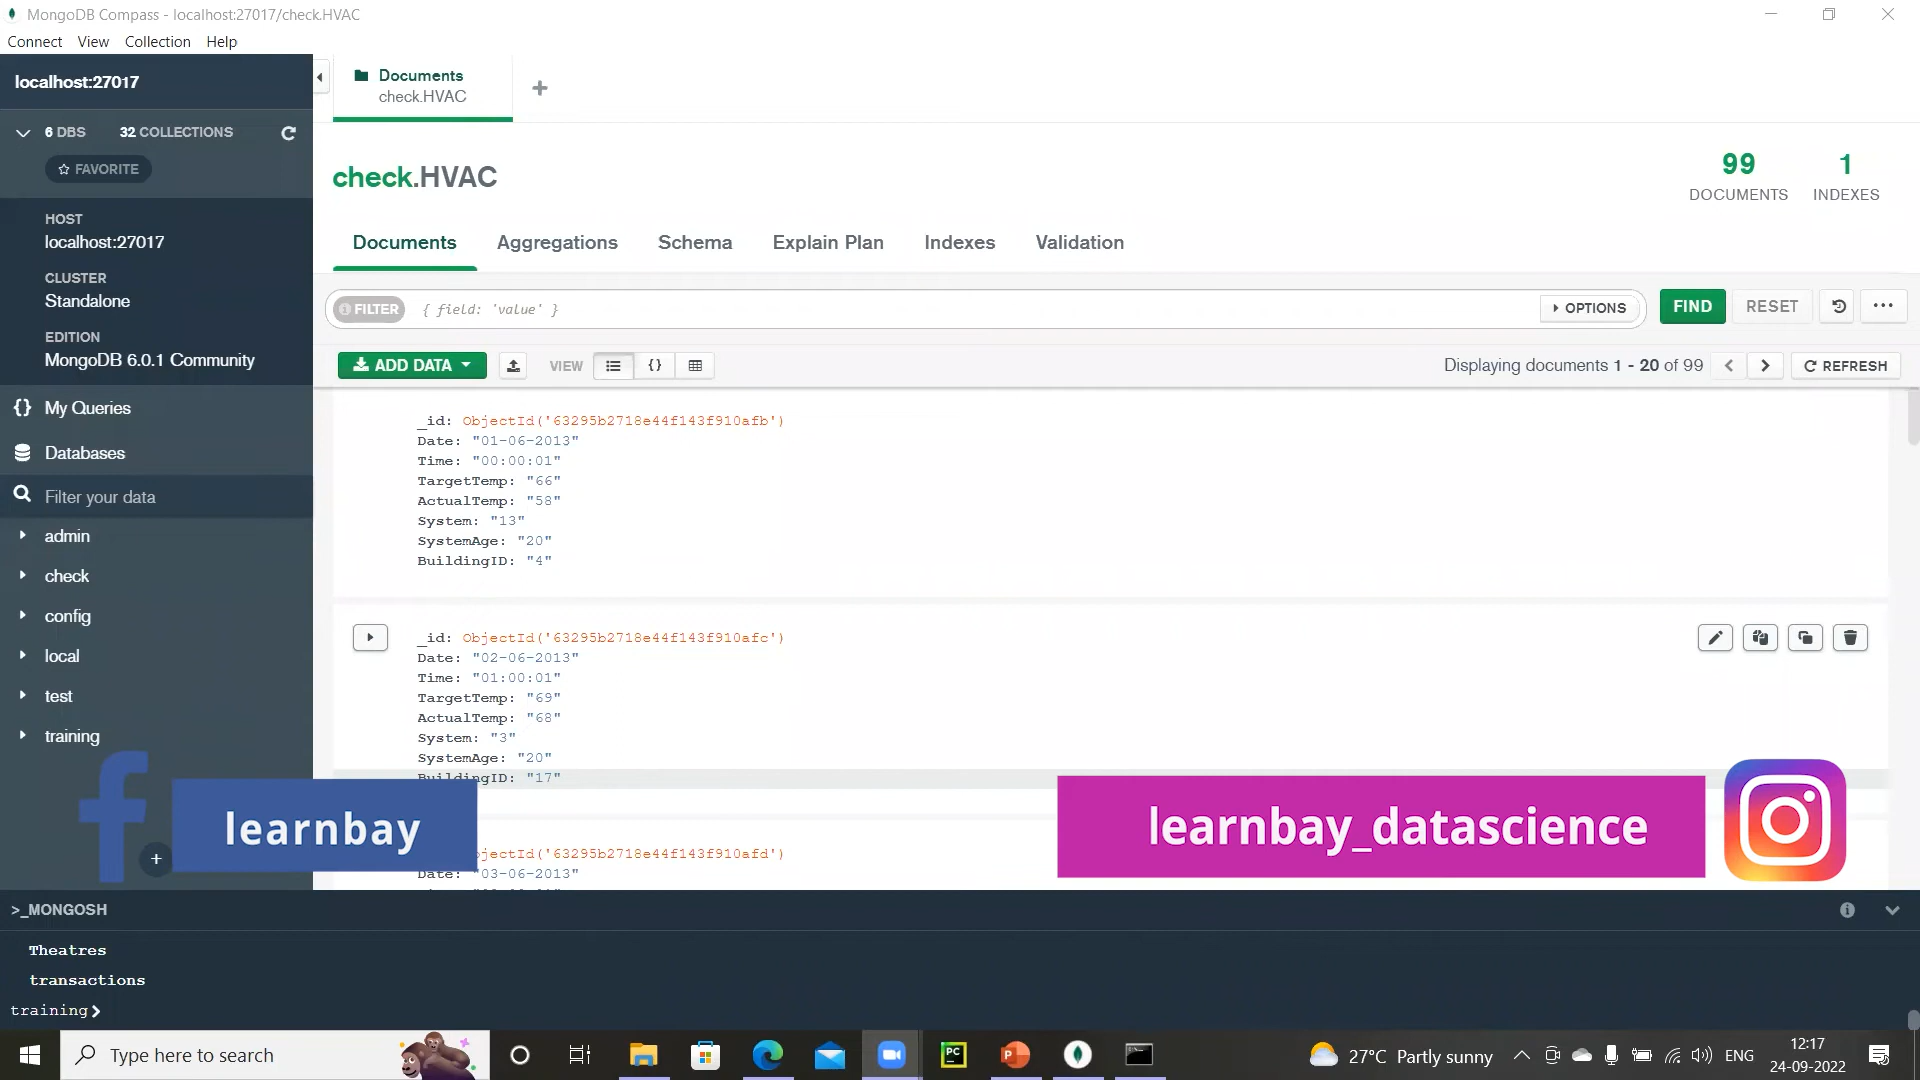 MongoDB Compass - localhost:27017/check.HVAC
Connect View Collection Help
localhost:27017
6 DBS 32 COLLECTIONS
FAVORITE
HOST
localhost:27017
CLUSTER
Standalone
EDITION
MongoDB 6.0.1 Community
{} My Queries
Databases
Filter your data
admin
check
config
local
test
training
Documents
check.HVAC
check.HVAC
99
DOCUMENTS
1
INDEXES
Documents Aggregations Schema Explain Plan Indexes Validation
FILTER { field: 'value' } OPTIONS FIND RESET
ADD DATA VIEW {} Displaying documents 1 - 20 of 99 REFRESH
_id: ObjectId('63295b2718e44f143f910afb')
Date: "01-06-2013"
Time: "00:00:01"
TargetTemp: "66"
ActualTemp: "58"
System: "13"
SystemAge: "20"
BuildingID: "4"
_id: ObjectId('63295b2718e44f143f910afc')
Date: "02-06-2013"
Time: "01:00:01"
TargetTemp: "69"
ActualTemp: "68"
System: "3"
SystemAge: "20"
BuildingID: "17"
jectId('63295b2718e44f143f910afd')
Date: "03-06-2013"
learnbay
learnbay_datascience
>_MONGOSH
Theatres
transactions
training>
Type here to search
27°C Partly sunny
ENG
12:17
24-09-2022